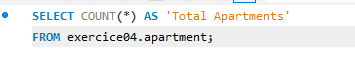 SELECT COUNT(*) AS 'Total Apartments'
FROM exercice04.apartment;